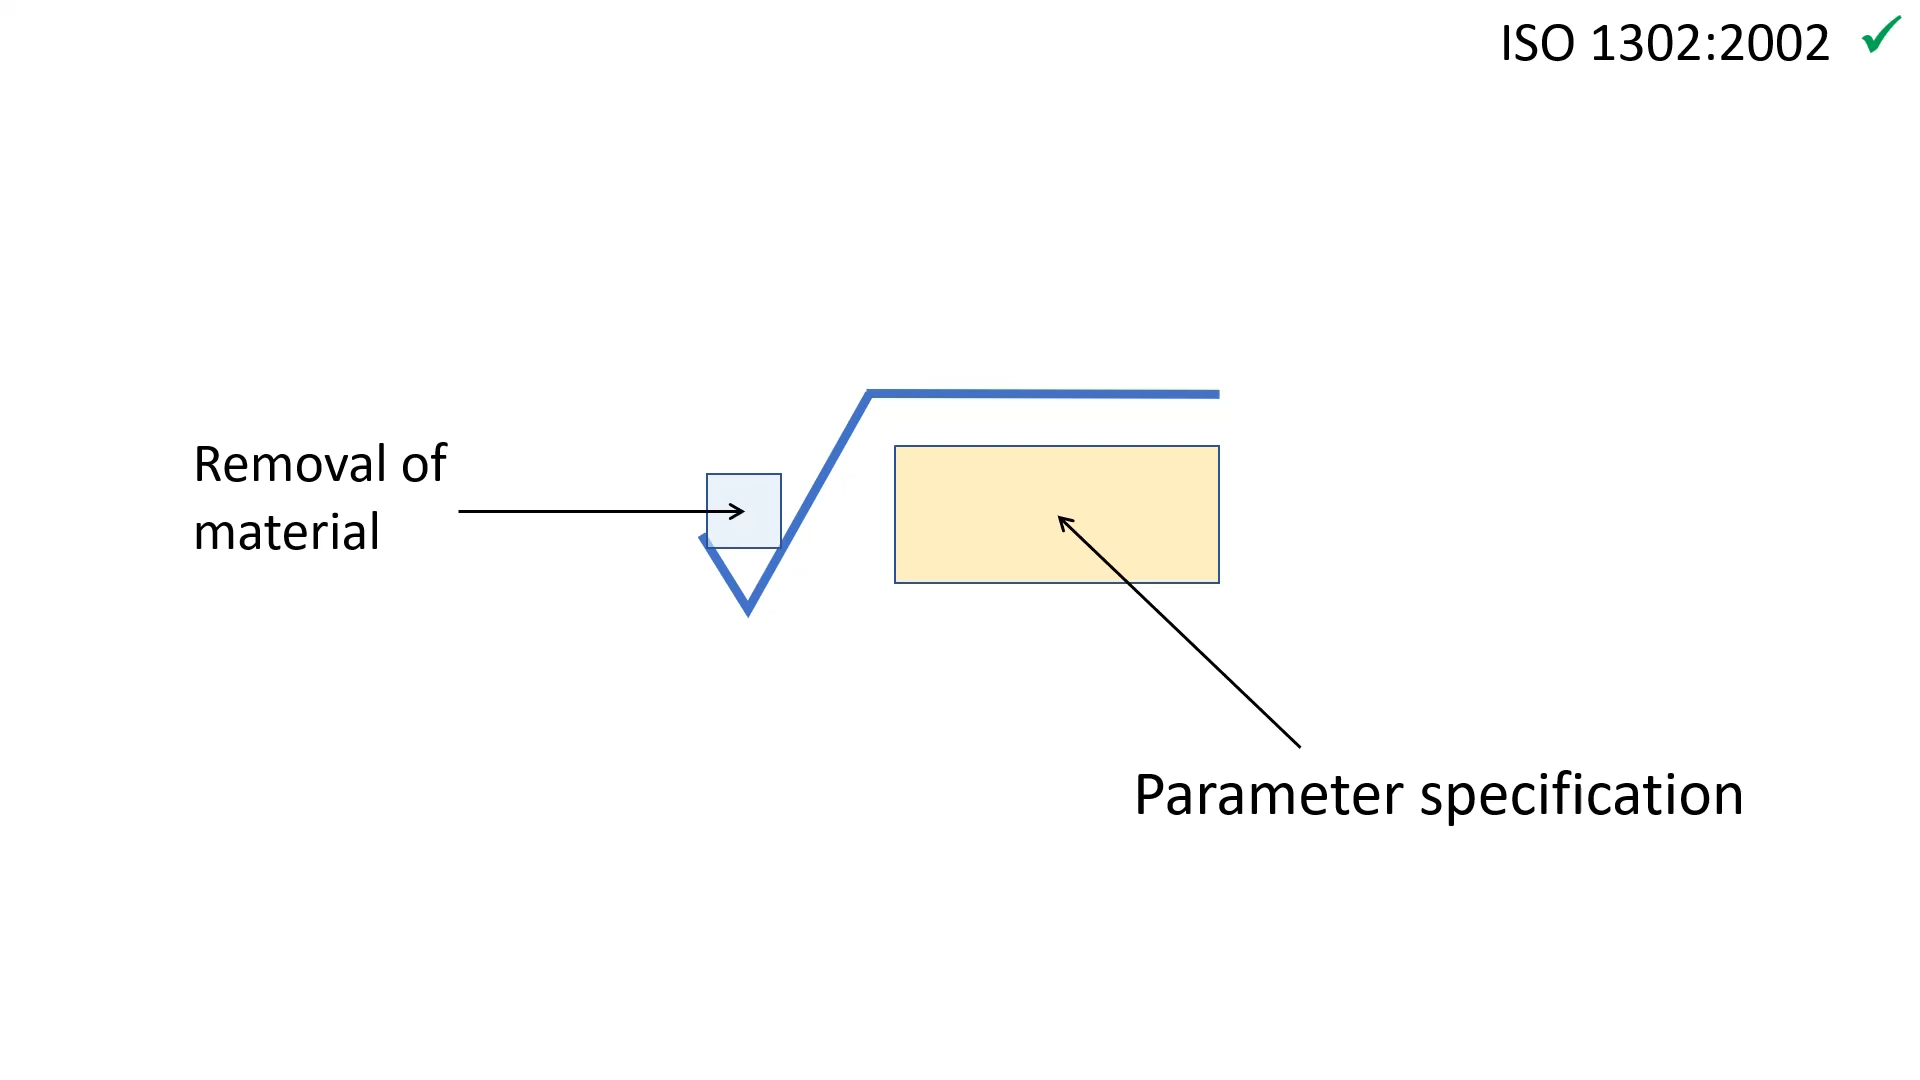 ISO 1302:2002
Removal of
material
Parameter specification